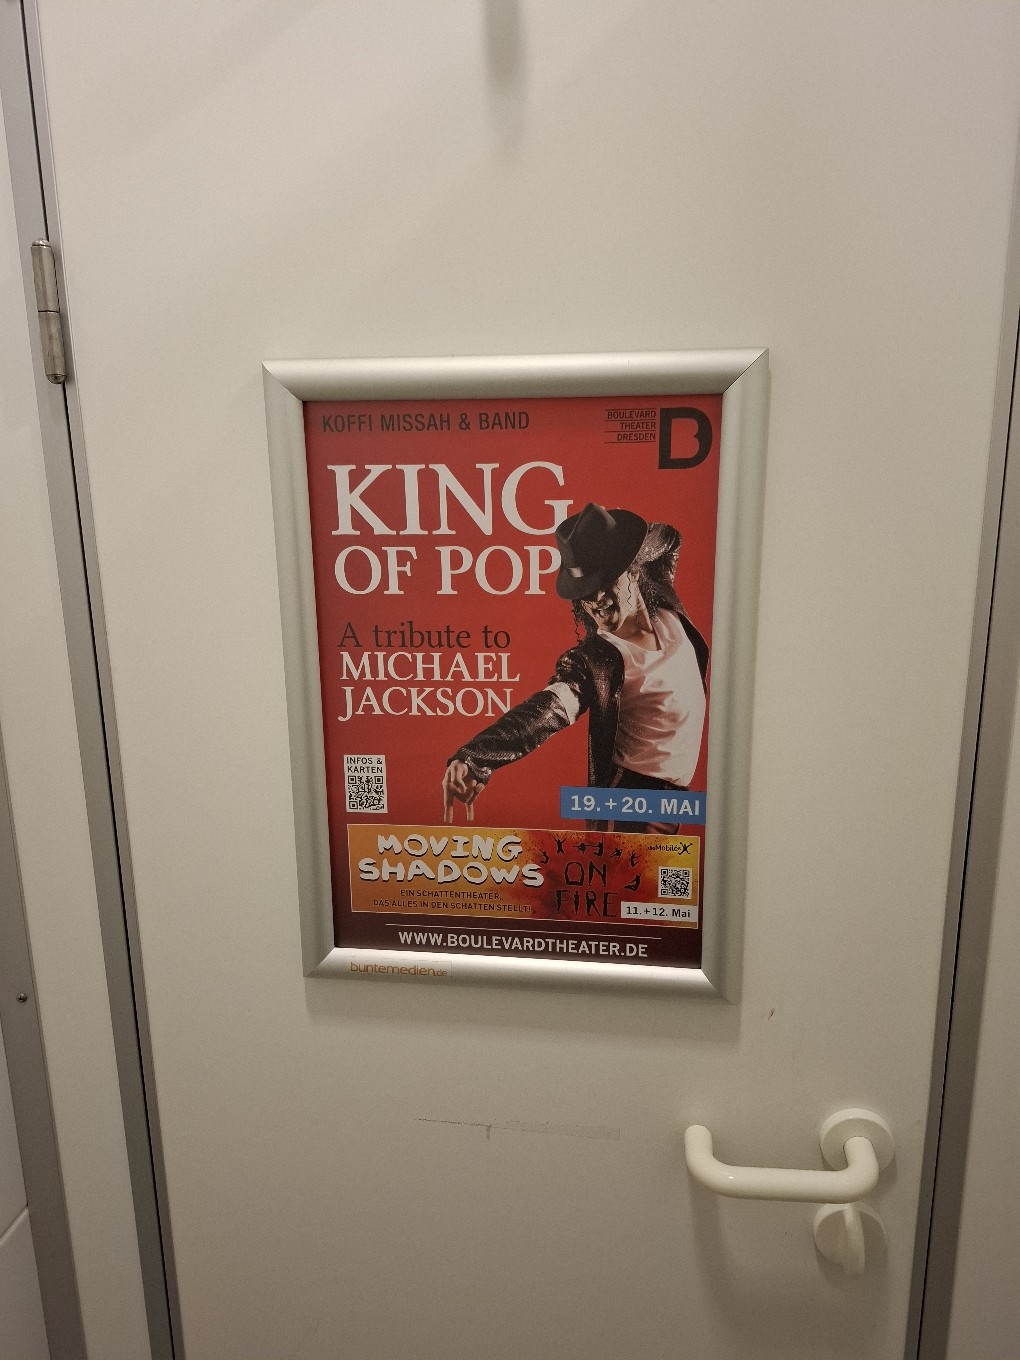 KOFFI MISSAH & BAND
BOULEVARD
THEATER
DRESDEN
B
KING
OF POP
A tribute to
MICHAEL
JACKSON
INFOS &
KARTEN
19. + 20. MAI
MOVING
SHADOWS
EIN SCHATTENTHEATER,
DAS ALLES IN DEN SCHATTEN STELLT!
ON
FIRE
die Mobilés
11. + 12. Mai
WWW.BOULEVARDTHEATER.DE
buntemedien.de